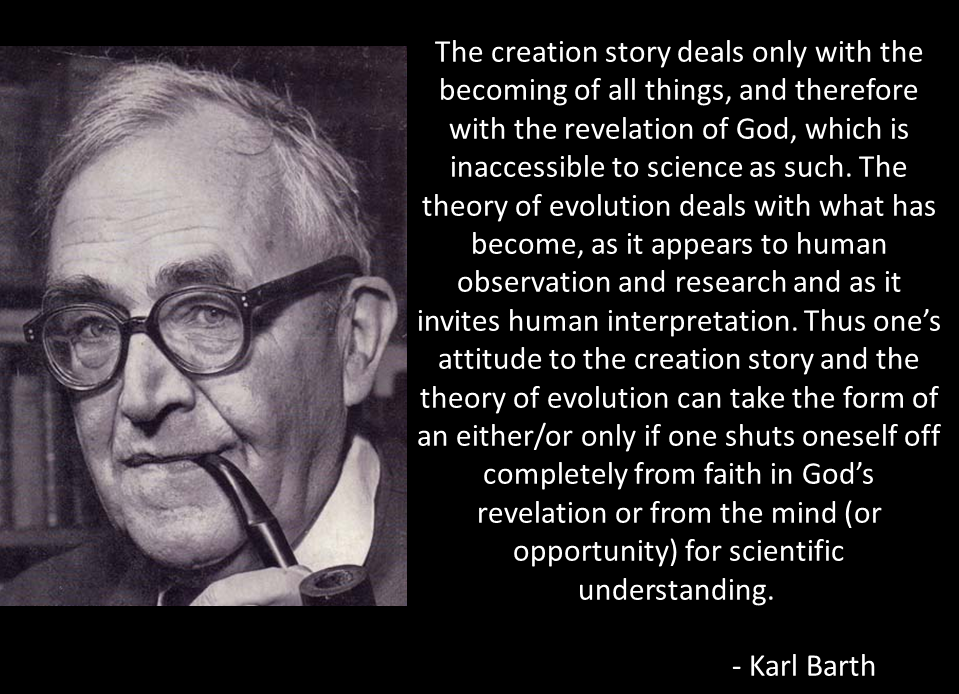 The creation story deals only with the
becoming of all things, and therefore
with the revelation of God, which is
inaccessible to science as such. The
theory of evolution deals with what has
become, as it appears to human
observation and research and as it
invites human interpretation. Thus one’s
attitude to the creation story and the
theory of evolution can take the form of
an either/or only if one shuts oneself off
completely from faith in God’s
revelation or from the mind (or
opportunity) for scientific
understanding.
- Karl Barth